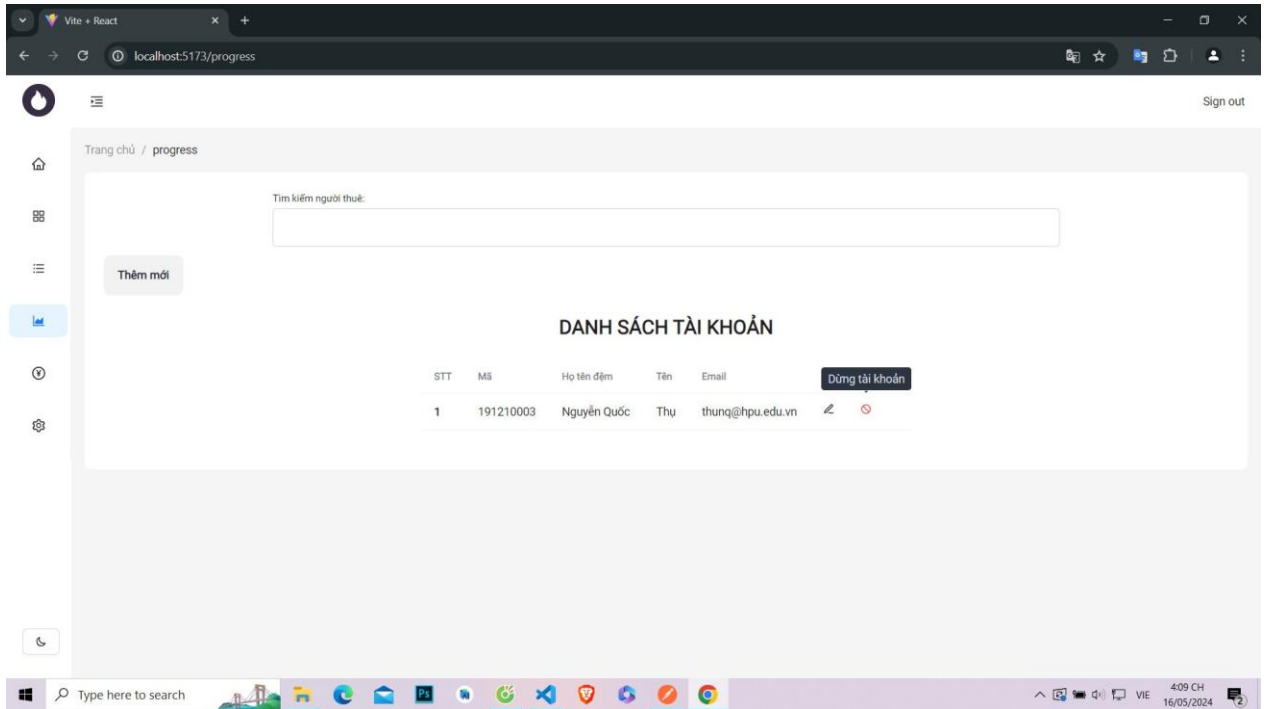 Vite + React
localhost:5173/progress
Sign out
Trang chủ / progress
Tìm kiếm người thuê:
Thêm mới
DANH SÁCH TÀI KHOẢN
STT Mã Họ tên đệm Tên Email
Dừng tài khoản
1 191210003 Nguyễn Quốc Thụ thunq@hpu.edu.vn
Type here to search
Ps
VIE
4:09 CH
16/05/2024
2